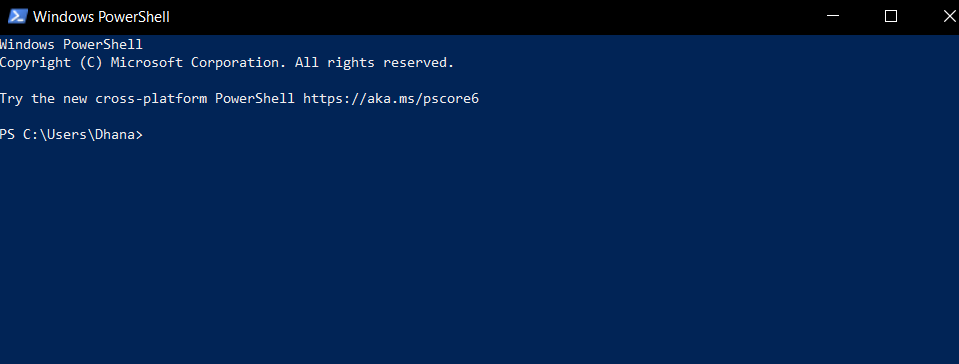 Windows PowerShell
Windows PowerShell
Copyright (C) Microsoft Corporation. All rights reserved.
Try the new cross-platform PowerShell https://aka.ms/pscore6
PS C:\Users\Dhana>